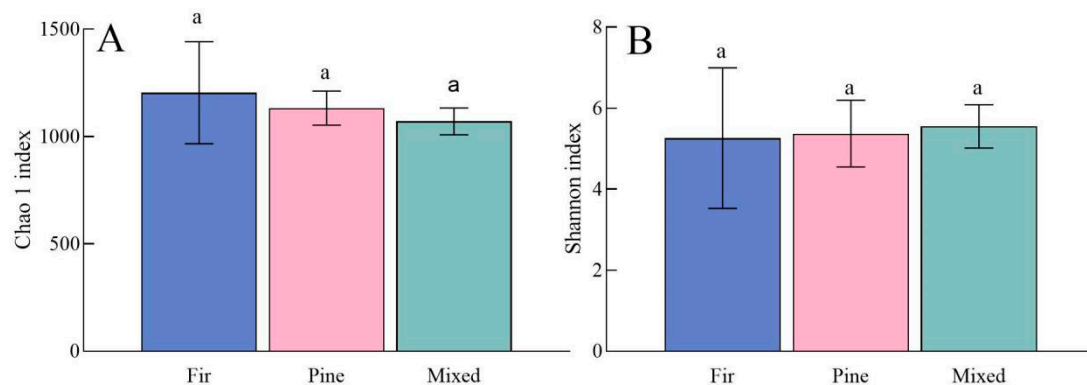 A
Chao 1 index
1500
1000
500
0
a
a
a
Fir
Pine
Mixed
B
Shannon index
8
6
4
2
0
a
a
a
Fir
Pine
Mixed